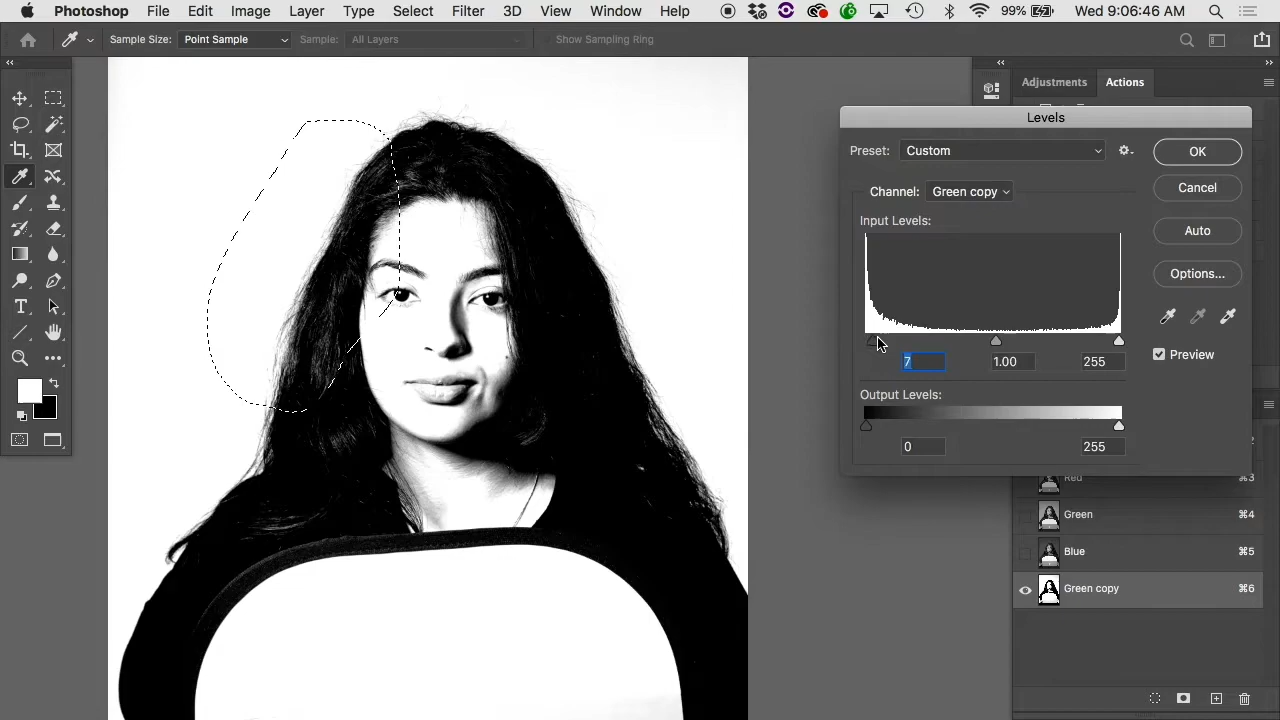 Photoshop File Edit Image Layer Type Select Filter 3D View Window Help 99% Wed 9:06:46 AM
Sample Size: Point Sample Sample: All Layers Show Sampling Ring
Adjustments Actions
Levels
Preset: Custom OK
Channel: Green copy Cancel
Input Levels:
Auto
Options...
7 1.00 255 Preview
Output Levels:
0 255
Red ⌘3
Green ⌘4
Blue ⌘5
Green copy ⌘6